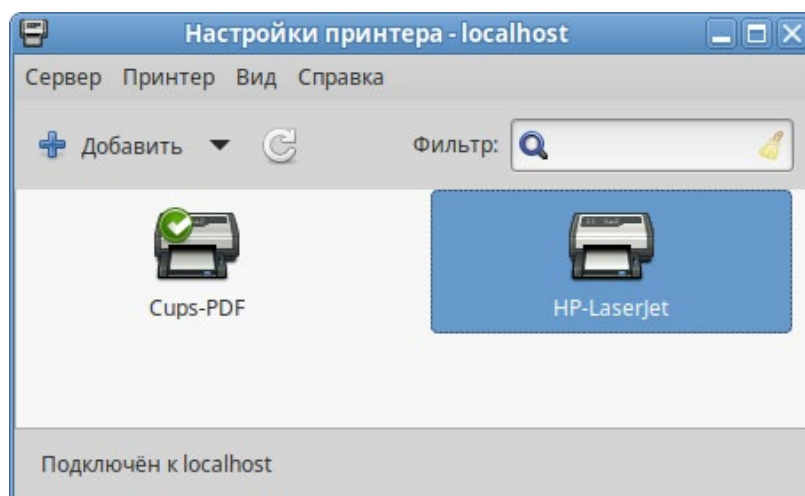 Настройки принтера - localhost
Сервер Принтер Вид Справка
Добавить Фильтр:
Cups-PDF HP-LaserJet
Подключён к localhost